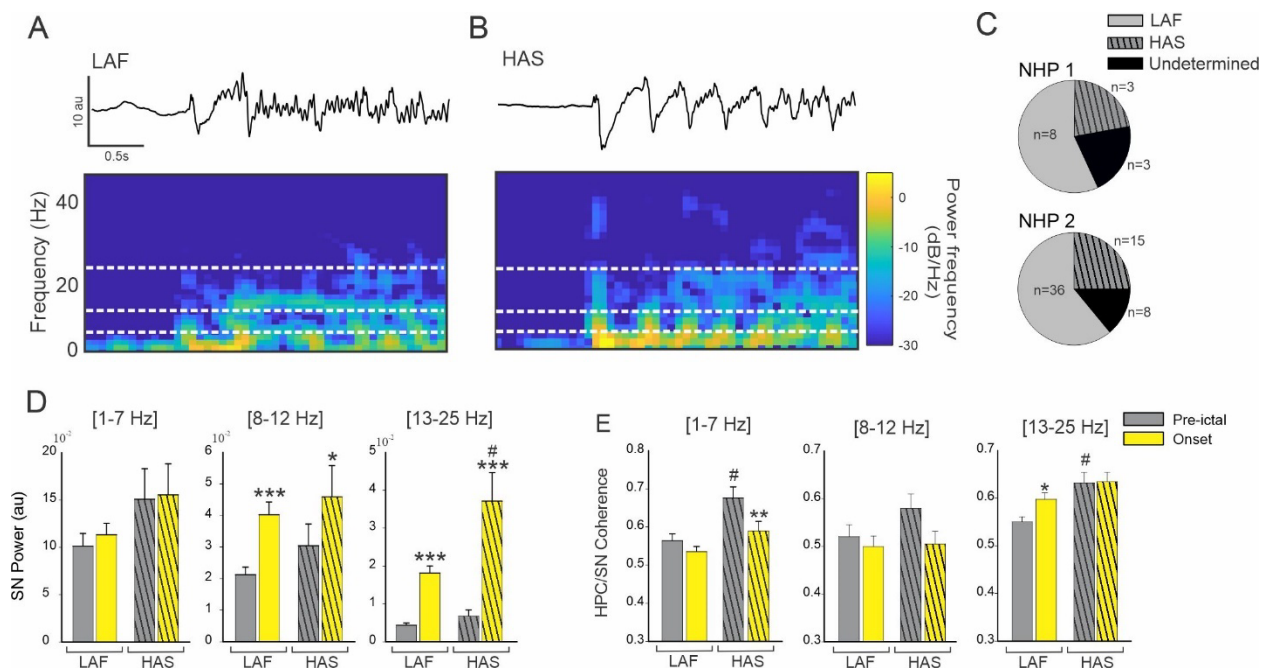 A
LAF
10 au
0.5s
B
HAS
C
LAF
HAS
Undetermined
NHP 1
n=3
n=8
n=3
NHP 2
n=15
n=36
n=8
Frequency (Hz)
40
20
10
0
Power frequency
(dB/Hz)
0
-10
-20
-30
D
[1-7 Hz]
[8-12 Hz]
[13-25 Hz]
SN Power (au)
10⁻²
20
15
10
5
0
LAF
HAS
10⁻²
6
5
4
3
2
1
0
***
*
LAF
HAS
10⁻²
5
4
3
2
1
0
***
#
***
LAF
HAS
E
[1-7 Hz]
[8-12 Hz]
[13-25 Hz]
Pre-ictal
Onset
HPC/SN Coherence
0.8
0.7
0.6
0.5
0.4
0.3
#
**
LAF
HAS
0.7
0.6
0.5
0.4
0.3
LAF
HAS
0.7
0.6
0.5
0.4
0.3
*
#
LAF
HAS